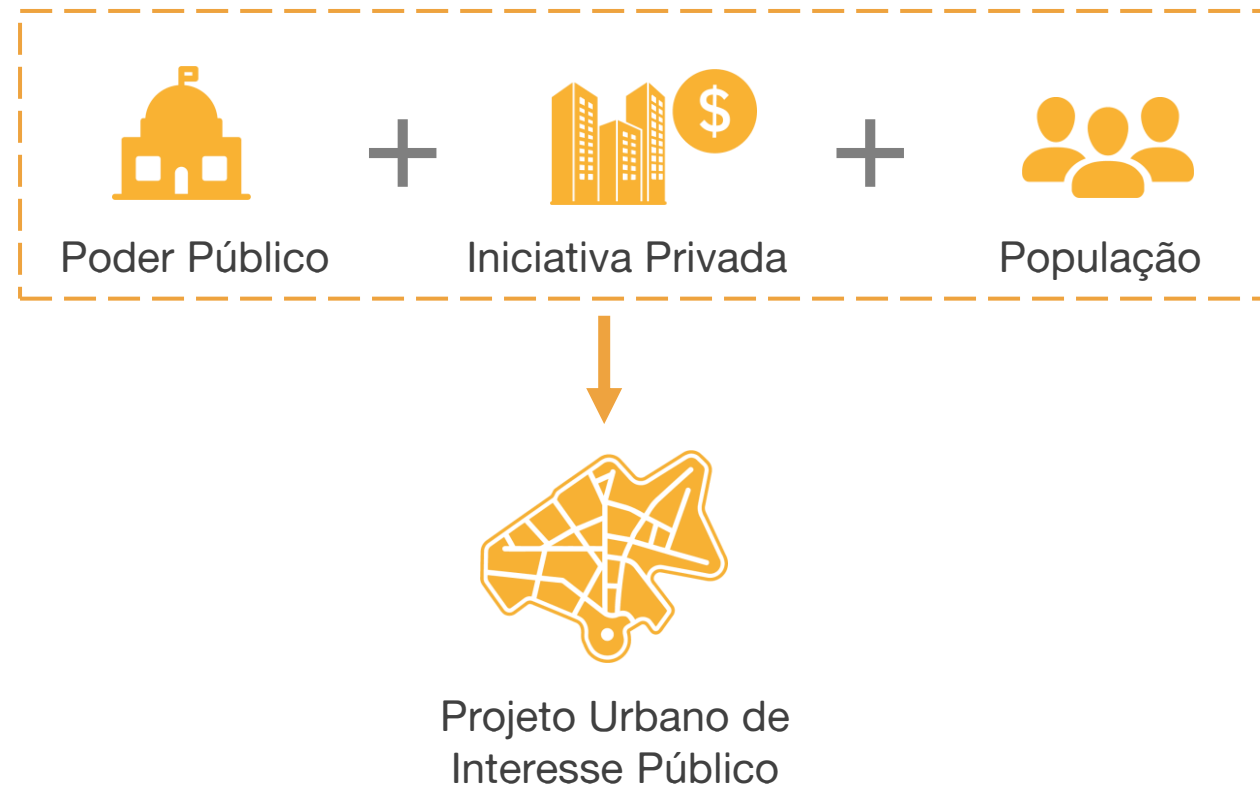 $
Poder Público
Iniciativa Privada
População
Projeto Urbano de
Interesse Público